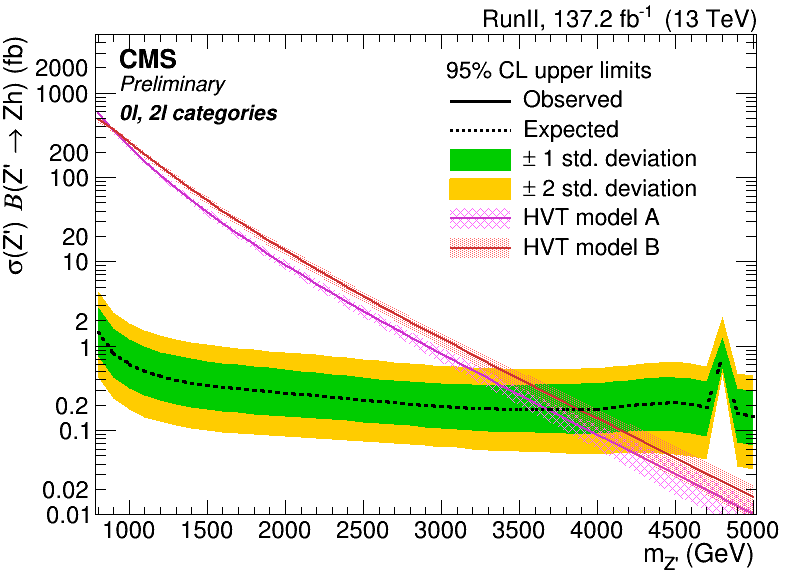 RunII, 137.2 fb⁻¹ (13 TeV)
CMS
Preliminary
0l, 2l categories
95% CL upper limits
Observed
Expected
± 1 std. deviation
± 2 std. deviation
HVT model A
HVT model B
σ(Z') B(Z' → Zh) (fb)
2000
1000
200
100
20
10
2
1
0.2
0.1
0.02
0.01
1000 1500 2000 2500 3000 3500 4000 4500 5000
m_Z' (GeV)